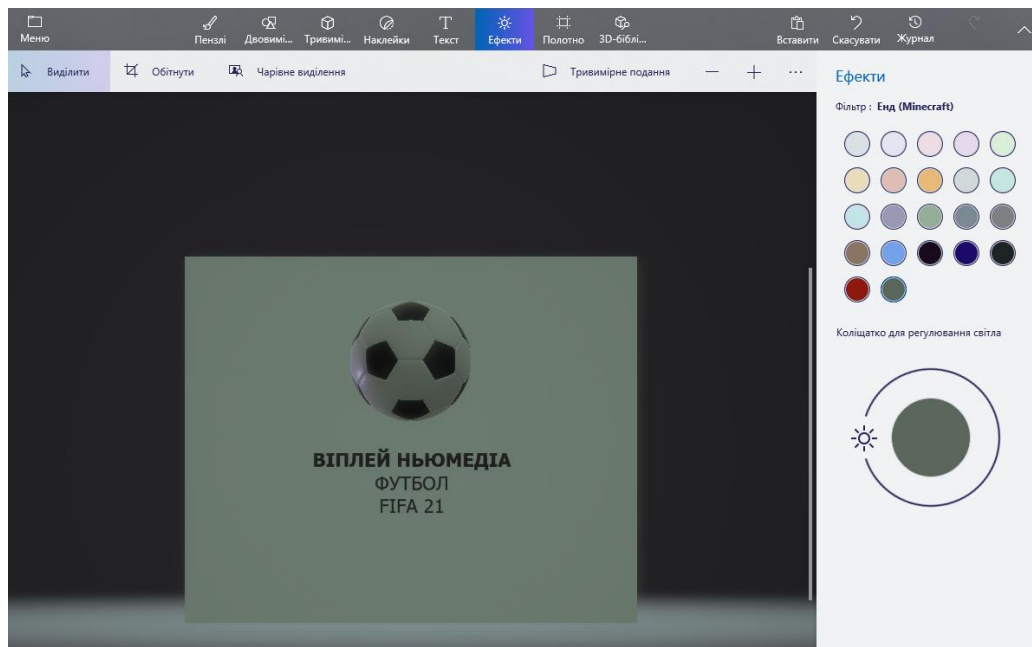 Меню
Пензлі
Двовимі...
Тривимі...
Наклейки
Текст
Ефекти
Полотно
3D-біблі...
Вставити
Скасувати
Журнал
Виділити
Обітнути
Чарівне виділення
Тривимірне подання
Ефекти
Фільтр : Енд (Minecraft)
Коліщатко для регулювання світла
ВІПЛЕЙ НЬЮМЕДІА
ФУТБОЛ
FIFA 21